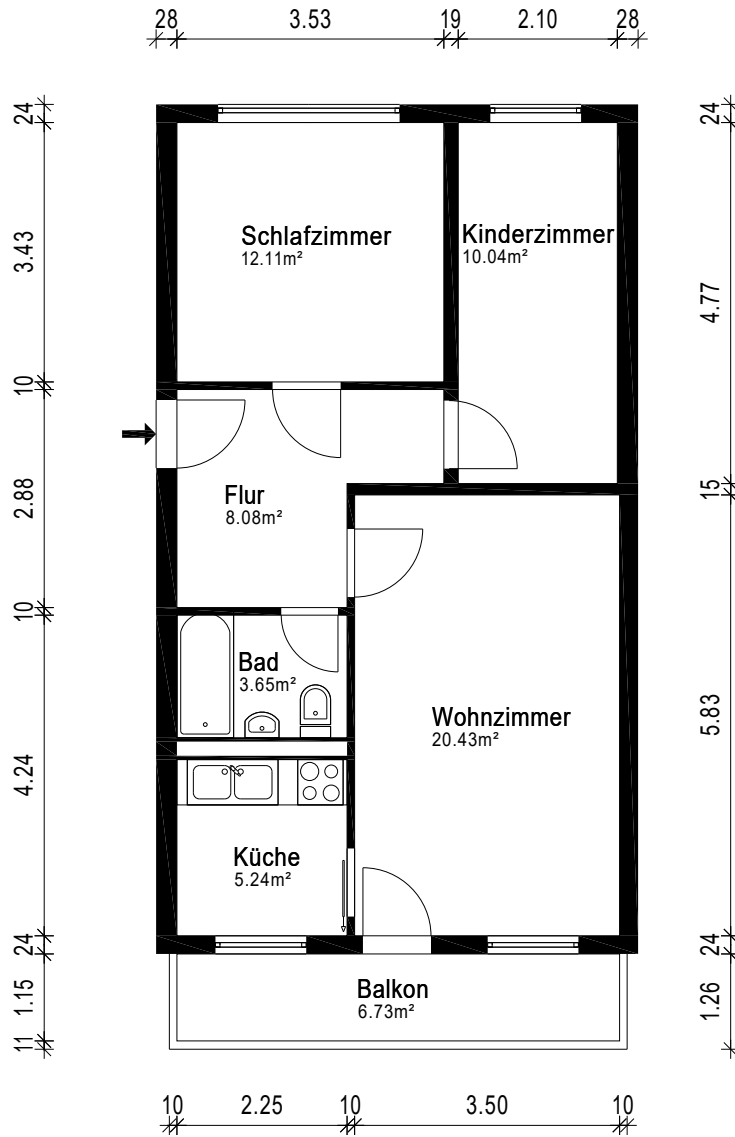 28 3.53 19 2.10 28
24
24
3.43
Schlafzimmer
12.11m²
Kinderzimmer
10.04m²
4.77
10
2.88
Flur
8.08m²
15
10
Bad
3.65m²
Wohnzimmer
20.43m²
5.83
4.24
Küche
5.24m²
24
24
1.15
Balkon
6.73m²
1.26
11
10 2.25 10 3.50 10